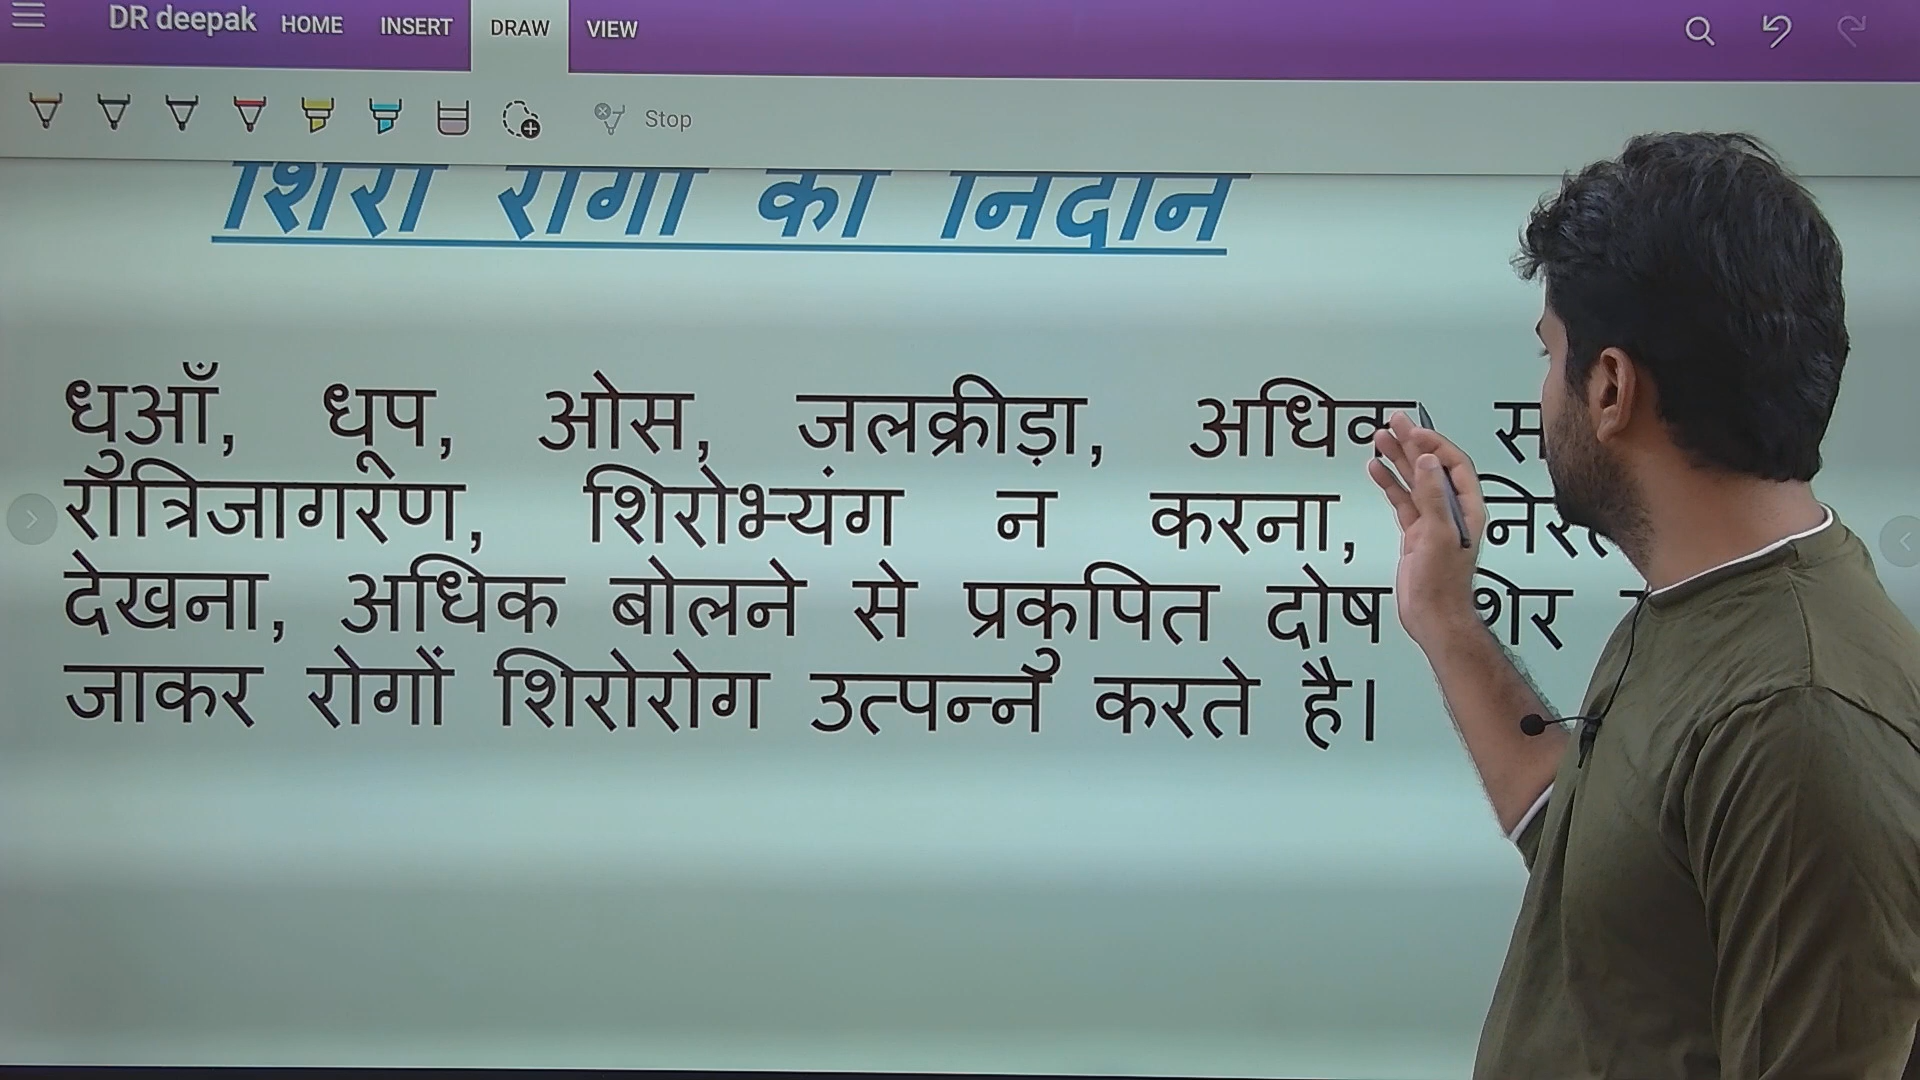 DR deepak HOME INSERT DRAW VIEW
Stop
धुआँ, धूप, ओस, जलक्रीड़ा, अधिक
रात्रिजागरण, शिरोभ्यंग न करना,
देखना, अधिक बोलने से प्रकुपित दोष शिर
जाकर रोगों शिरोरोग उत्पन्न करते है।